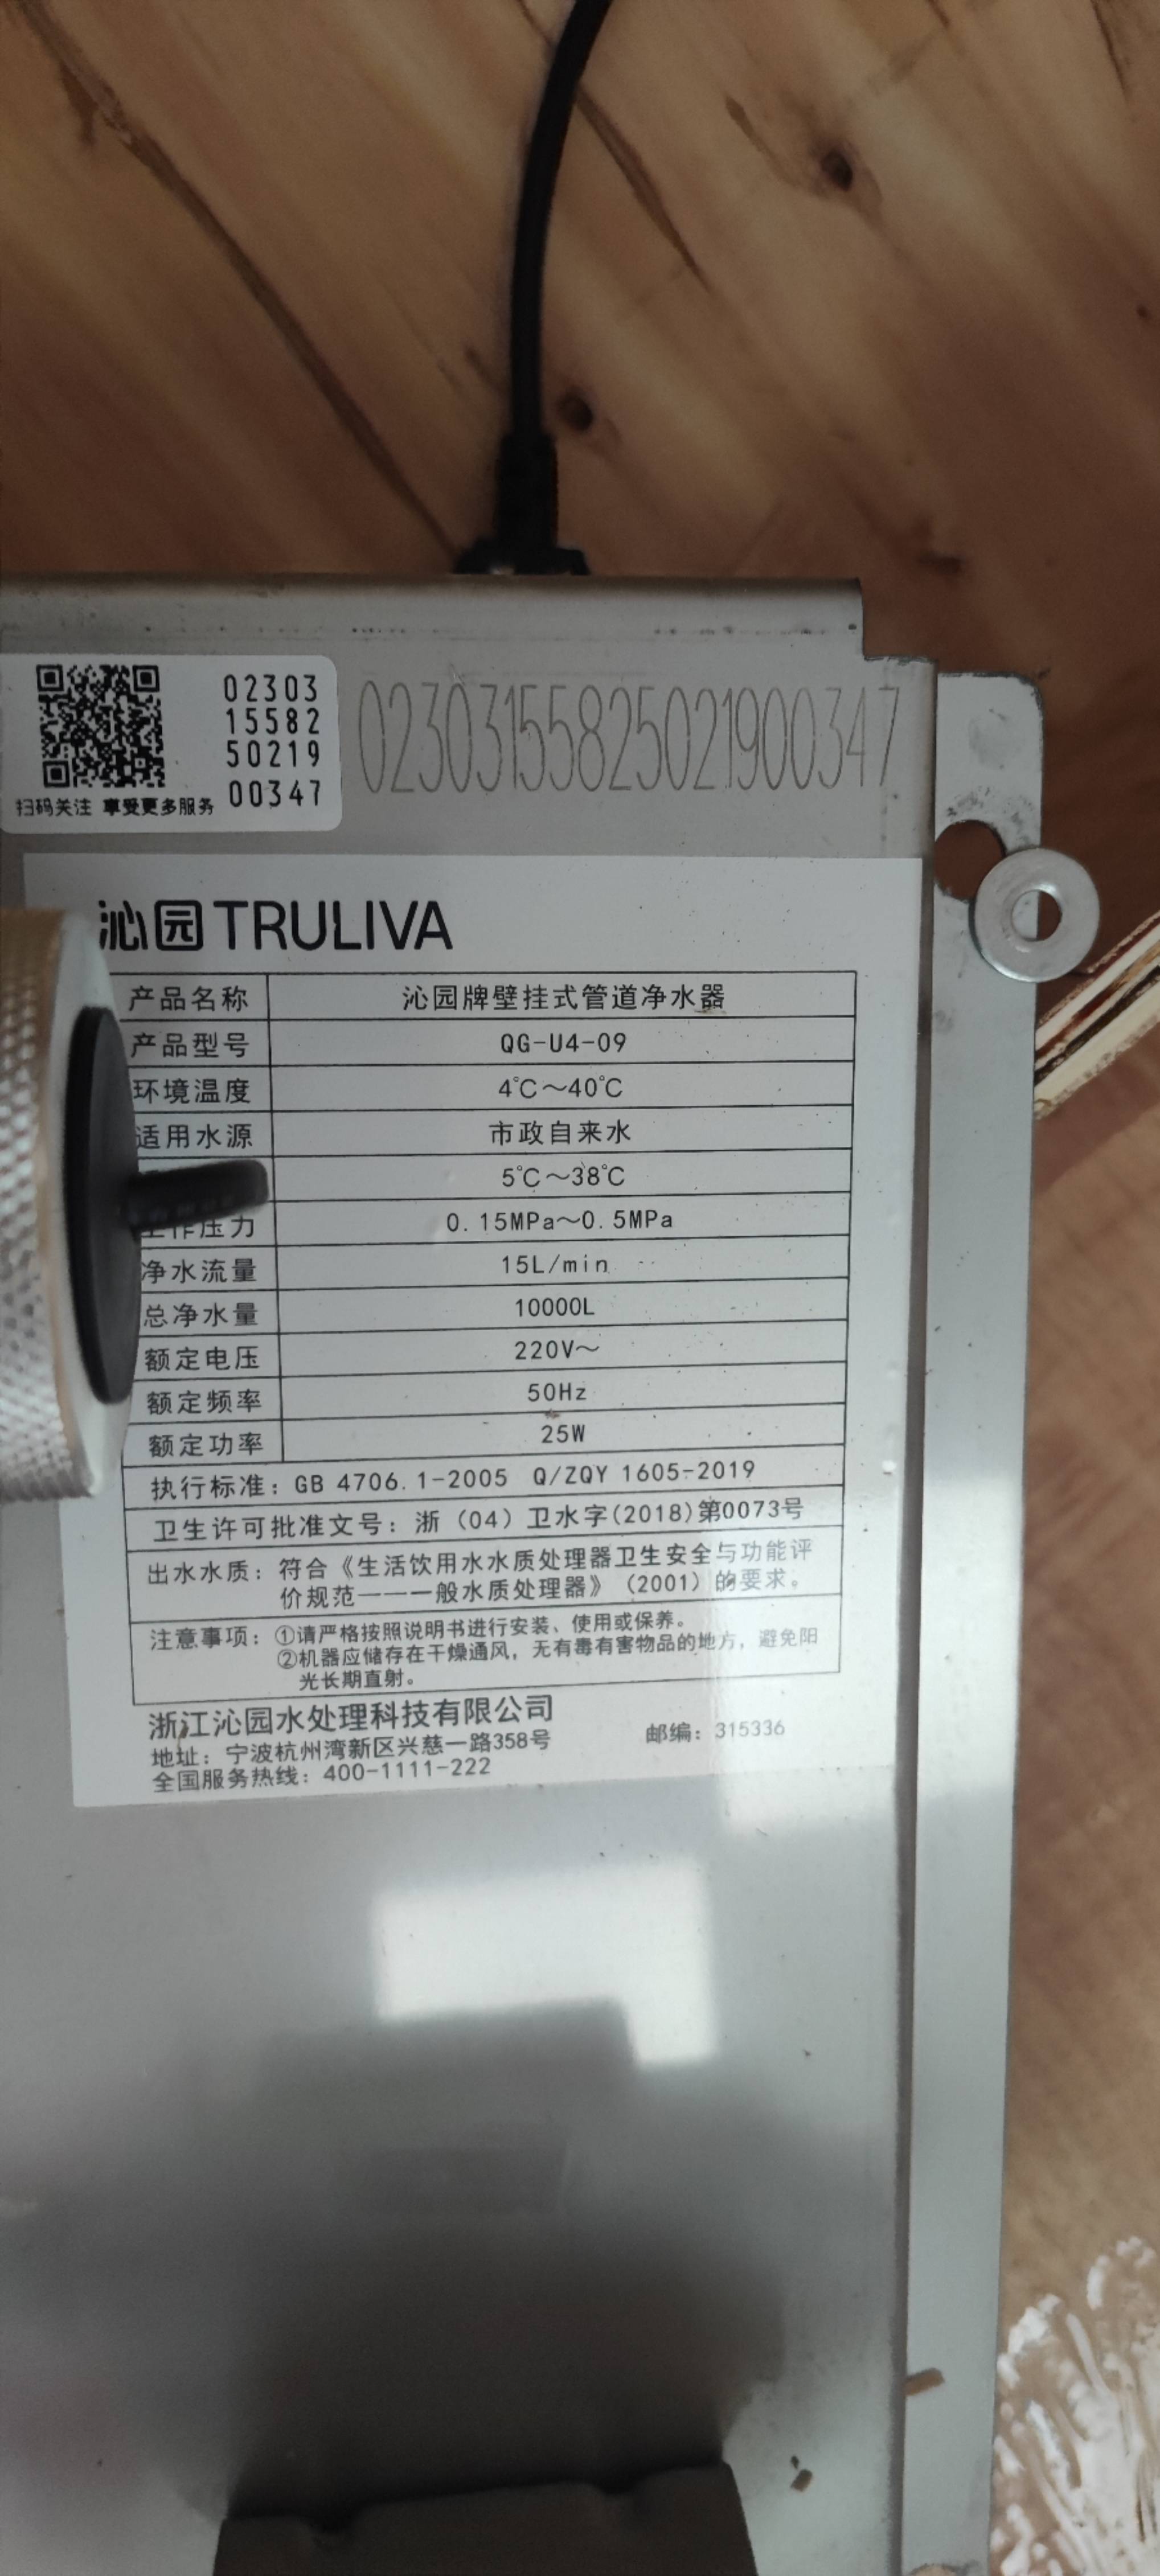 02303
15582
50219
00347
扫码关注 享受更多服务
02303155825021900347
沁园 TRULIVA
产品名称 沁园牌壁挂式管道净水器
产品型号 QG-U4-09
环境温度 4℃～40℃
适用水源 市政自来水
5℃～38℃
工作压力 0.15MPa～0.5MPa
净水流量 15L/min
总净水量 10000L
额定电压 220V～
额定频率 50Hz
额定功率 25W
执行标准：GB 4706.1-2005 Q/ZQY 1605-2019
卫生许可批准文号：浙（04）卫水字(2018)第0073号
出水水质：符合《生活饮用水水质处理器卫生安全与功能评
价规范——一般水质处理器》（2001）的要求。
注意事项：①请严格按照说明书进行安装、使用或保养。
②机器应储存在干燥通风，无有毒有害物品的地方，避免阳
光长期直射。
浙江沁园水处理科技有限公司
地址：宁波杭州湾新区兴慈一路358号 邮编：315336
全国服务热线：400-1111-222